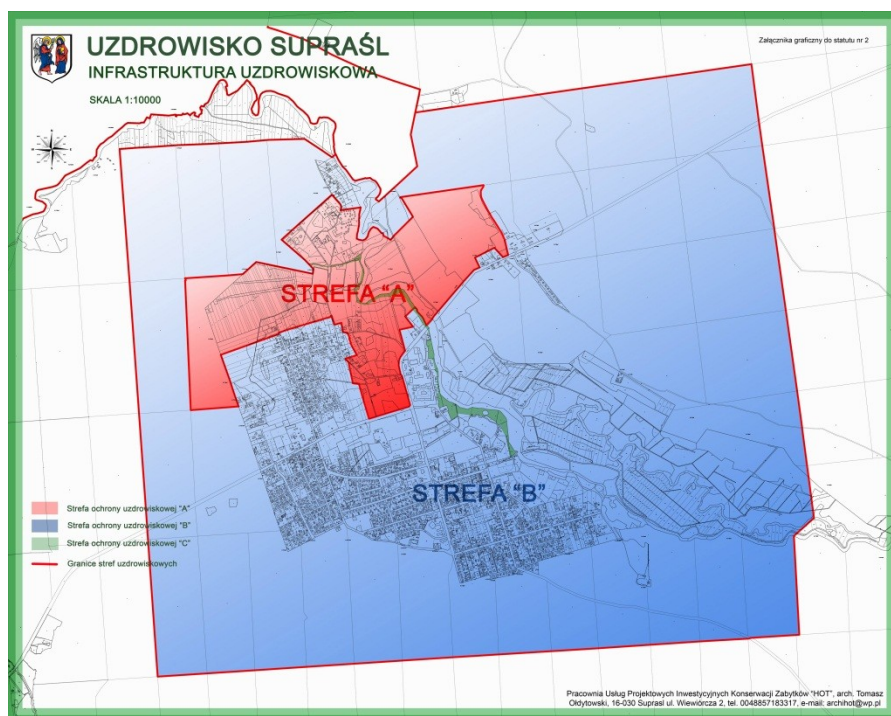 UZDROWISKO SUPRAŚL
INFRASTRUKTURA UZDROWISKOWA
SKALA 1:10000
Załącznika graficzny do statutu nr 2
STREFA "A"
STREFA "B"
Strefa ochrony uzdrowiskowej "A"
Strefa ochrony uzdrowiskowej "B"
Strefa ochrony uzdrowiskowej "C"
Granice stref uzdrowiskowych
Pracownia Usług Projektowych Inwestycyjnych Konserwacji Zabytków "HOT", arch. Tomasz
Ołdytowski, 16-030 Suprasl ul. Wiewiórcza 2, tel. 0048857183317, e-mail: archihot@wp.pl